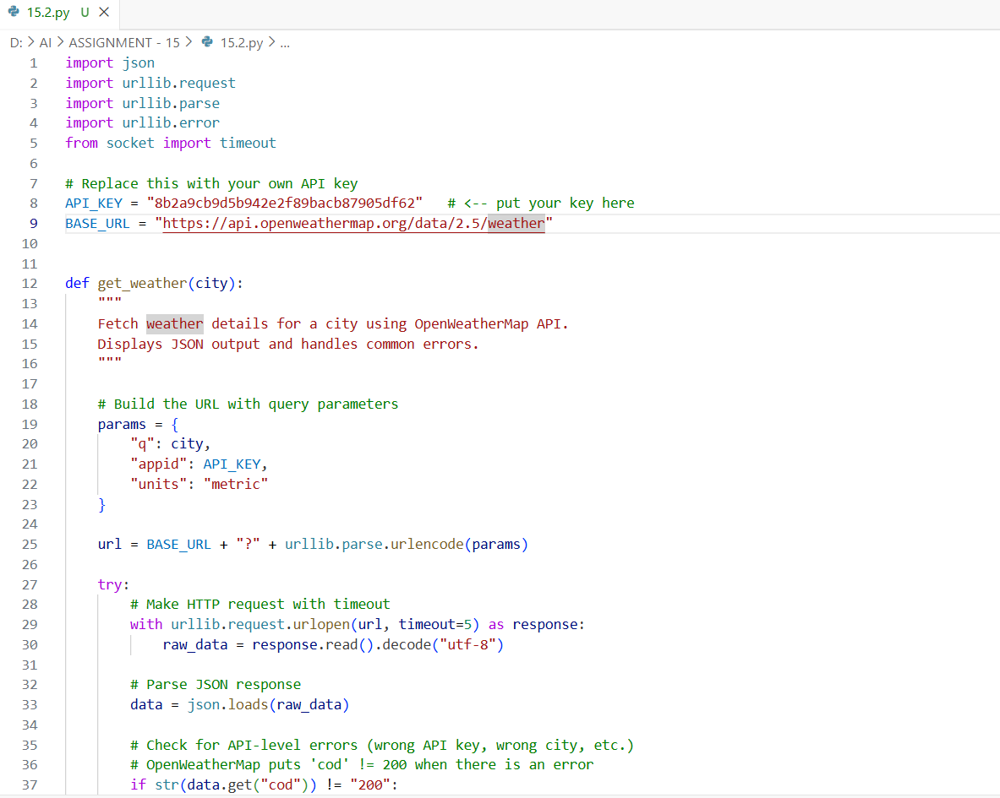 15.2.py U
D: > AI > ASSIGNMENT - 15 > 15.2.py > ...
1 import json
2 import urllib.request
3 import urllib.parse
4 import urllib.error
5 from socket import timeout
6
7 # Replace this with your own API key
8 API_KEY = "8b2a9cb9d5b942e2f89bacb87905df62" # <-- put your key here
9 BASE_URL = "https://api.openweathermap.org/data/2.5/weather"
10
11
12 def get_weather(city):
13 """
14 Fetch weather details for a city using OpenWeatherMap API.
15 Displays JSON output and handles common errors.
16 """
17
18 # Build the URL with query parameters
19 params = {
20 "q": city,
21 "appid": API_KEY,
22 "units": "metric"
23 }
24
25 url = BASE_URL + "?" + urllib.parse.urlencode(params)
26
27 try:
28 # Make HTTP request with timeout
29 with urllib.request.urlopen(url, timeout=5) as response:
30 raw_data = response.read().decode("utf-8")
31
32 # Parse JSON response
33 data = json.loads(raw_data)
34
35 # Check for API-level errors (wrong API key, wrong city, etc.)
36 # OpenWeatherMap puts 'cod' != 200 when there is an error
37 if str(data.get("cod")) != "200":